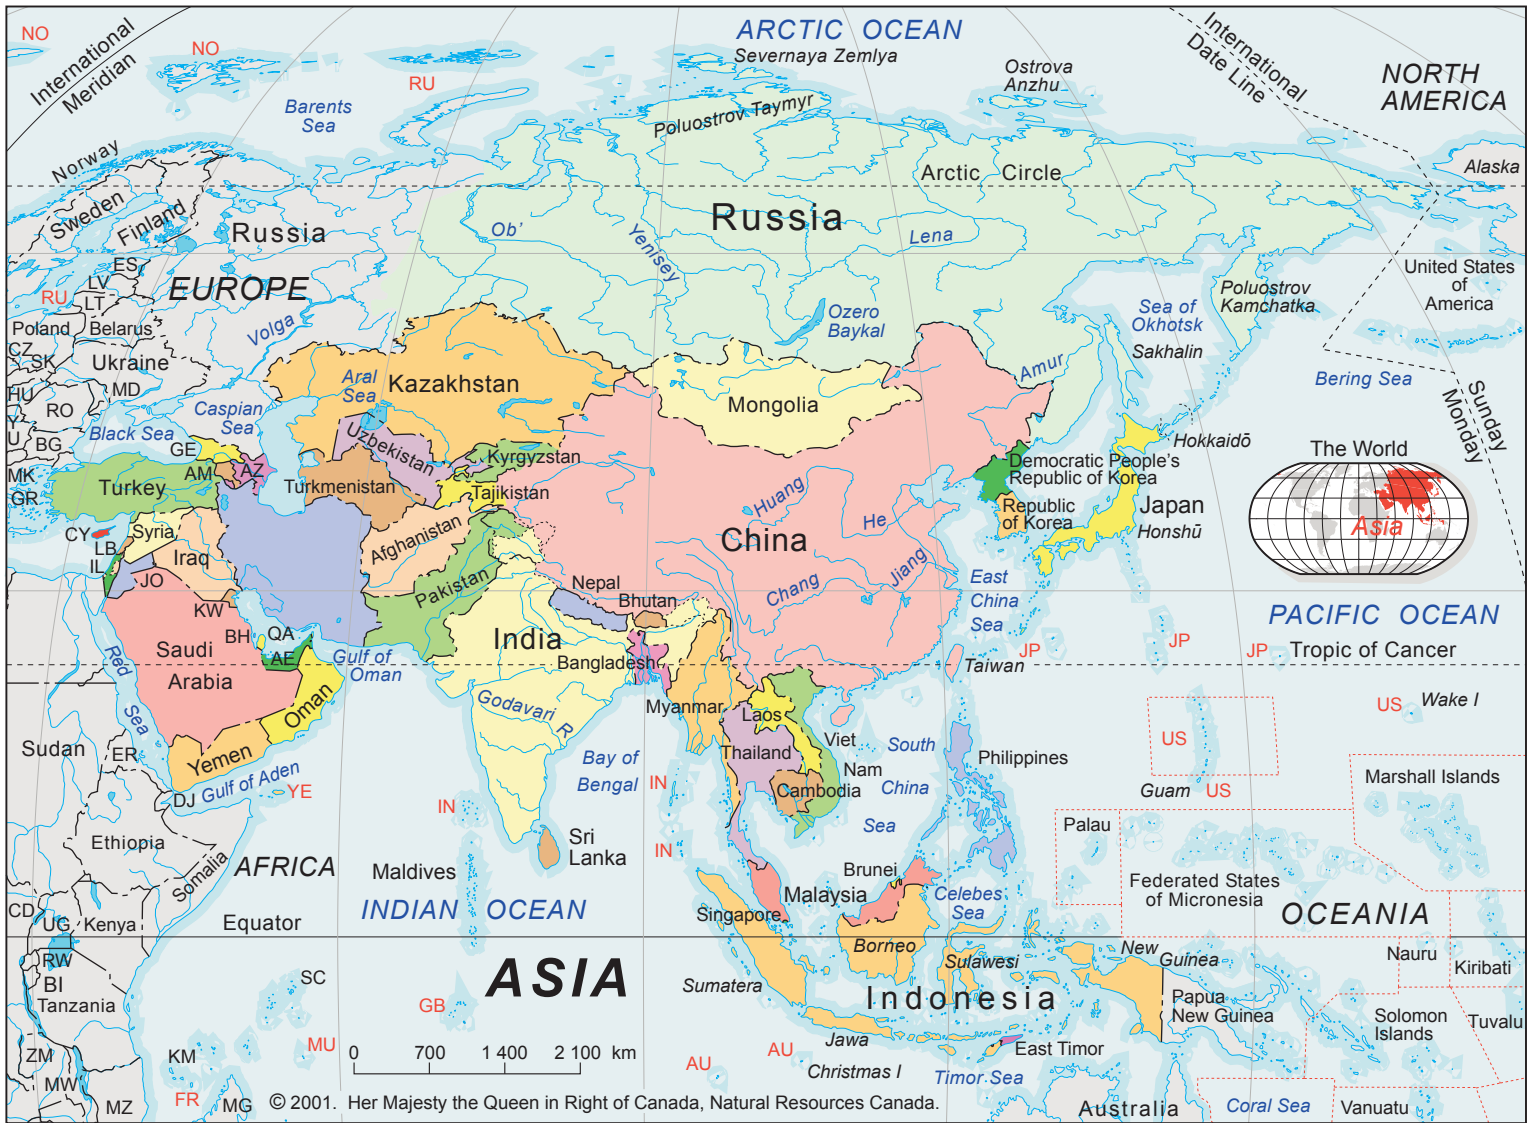 NO
NO
International
Meridian
RU
Barents
Sea
ARCTIC OCEAN
Severnaya Zemlya
Poluostrov Taymyr
Ostrova
Anzhu
International
Date Line
NORTH
AMERICA
Alaska
Arctic Circle
Norway
Sweden
Finland
Russia
EUROPE
Russia
Ob'
Yenisey
Lena
ES
LV
LT
RU
Poland
Belarus
Volga
CZ
SK
Ukraine
HU
MD
RO
Y
U
BG
MK
GR
Black Sea
Caspian
Sea
Aral
Sea
Kazakhstan
Ozero
Baykal
Mongolia
Amur
Sea of
Okhotsk
Sakhalin
Poluostrov
Kamchatka
United States
of
America
Bering Sea
Sunday
Monday
Hokkaidō
The World
Asia
GE
AM
AZ
Turkey
Uzbekistan
Turkmenistan
Kyrgyzstan
Tajikistan
Afghanistan
Pakistan
CY
LB
IL
Syria
Iraq
JO
KW
BH
QA
AE
Saudi
Arabia
Red
Sea
Oman
Yemen
Gulf of
Oman
Gulf of Aden
YE
China
Huang
He
Chang
Jiang
Democratic People's
Republic of Korea
Republic
of Korea
Japan
Honshū
East
China
Sea
JP
JP
JP
PACIFIC OCEAN
Tropic of Cancer
Taiwan
Nepal
Bhutan
India
Bangladesh
Godavari R
Myanmar
Laos
Thailand
Viet
Nam
Cambodia
Bay of
Bengal
South
China
Sea
Philippines
IN
IN
IN
Sri
Lanka
Maldives
INDIAN OCEAN
Sudan
ER
DJ
Ethiopia
Somalia
AFRICA
CD
UG
Kenya
Equator
RW
BI
Tanzania
ZM
MW
MZ
SC
KM
FR
MG
MU
GB
ASIA
Brunei
Malaysia
Singapore
Celebes
Sea
Borneo
Sulawesi
Sumatera
Indonesia
Jawa
Christmas I
AU
AU
East Timor
Timor Sea
New
Guinea
Papua
New Guinea
Australia
Coral Sea
US
Wake I
US
Guam
US
Marshall Islands
Palau
Federated States
of Micronesia
OCEANIA
Nauru
Kiribati
Solomon
Islands
Tuvalu
Vanuatu
0 700 1 400 2 100 km
© 2001. Her Majesty the Queen in Right of Canada, Natural Resources Canada.